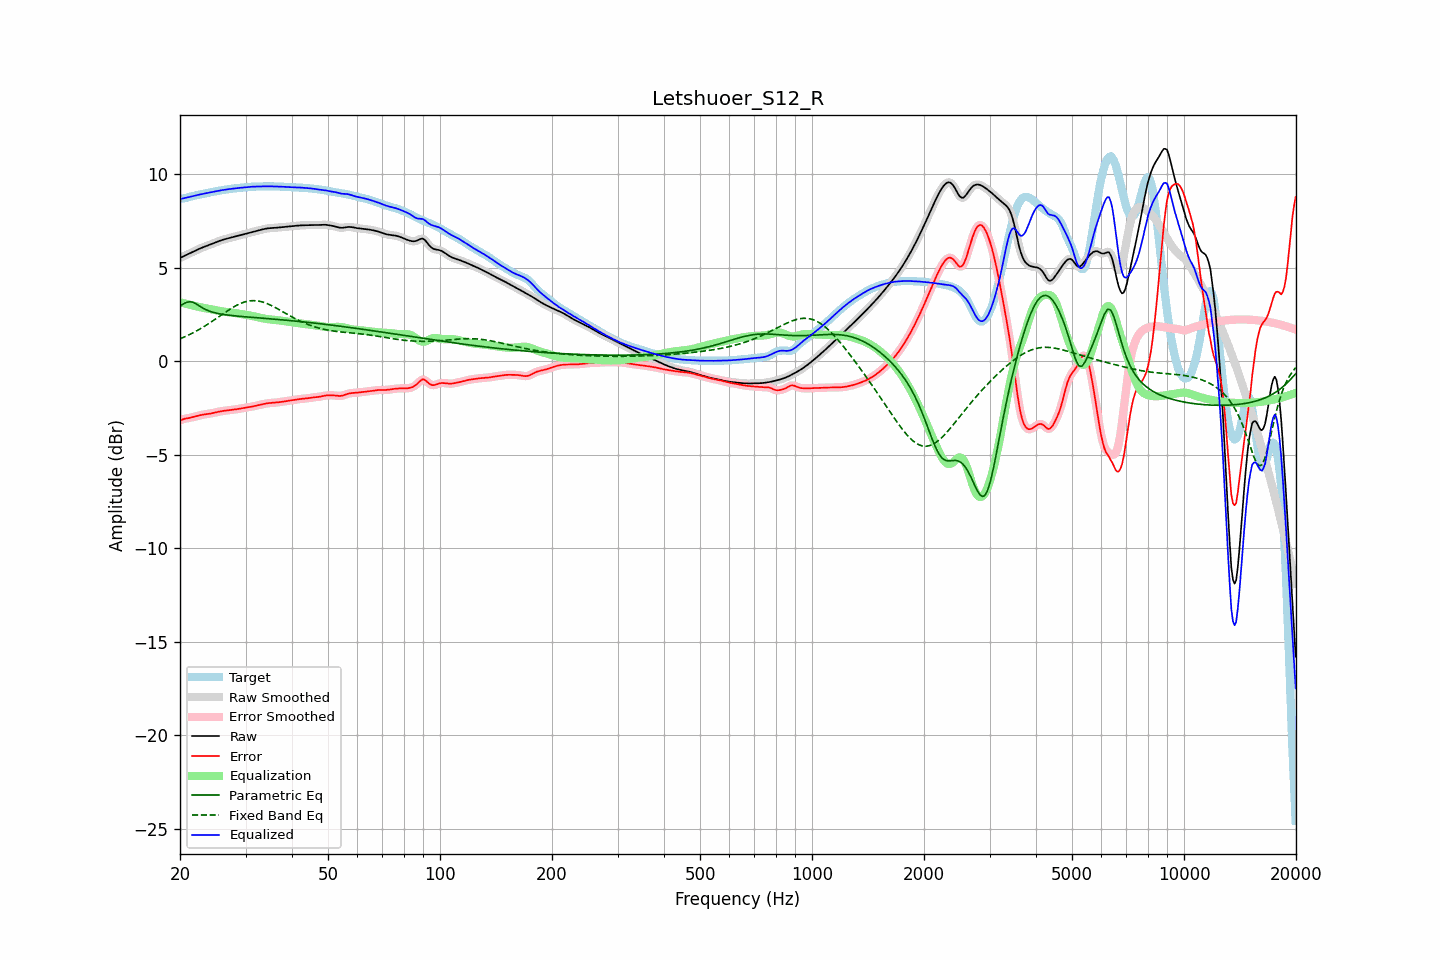 Letshuoer_S12_R
Amplitude (dBr)
10
5
0
−5
−10
−15
−20
−25
Target
Raw Smoothed
Error Smoothed
Raw
Error
Equalization
Parametric Eq
Fixed Band Eq
Equalized
20
50
100
200
500
1000
2000
5000
10000
20000
Frequency (Hz)